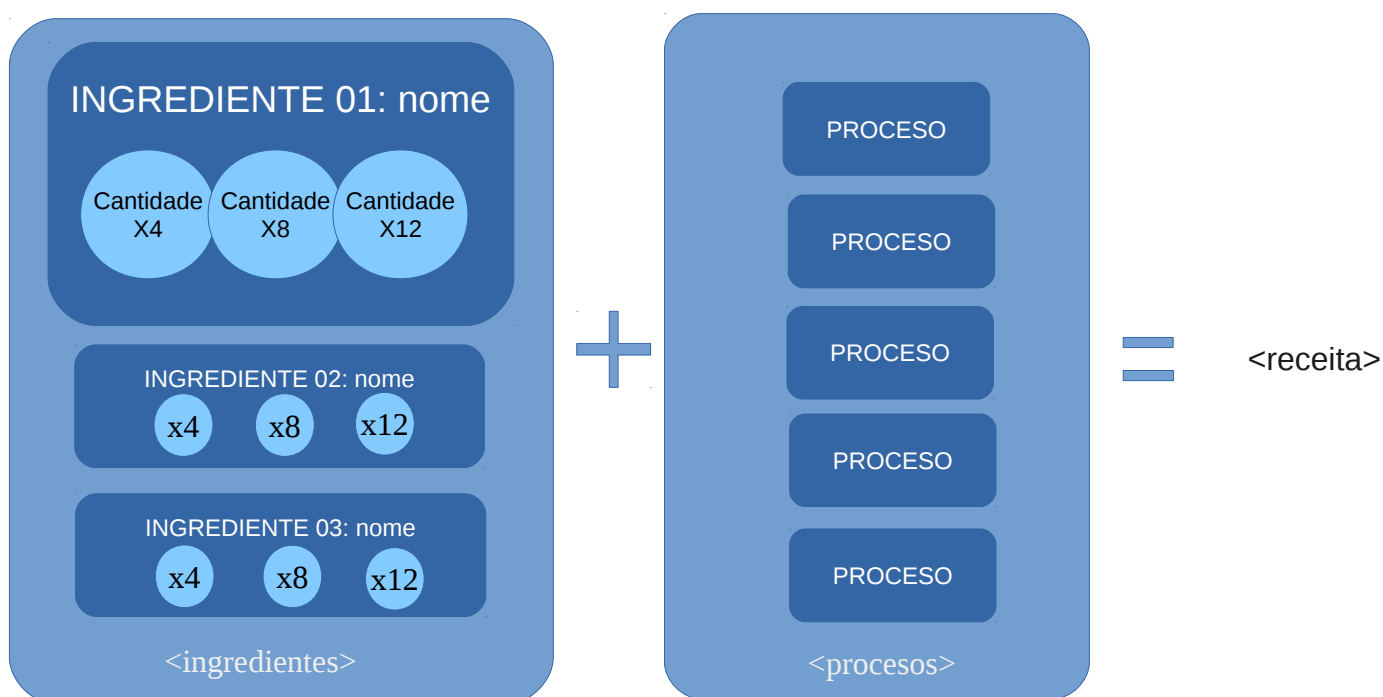 INGREDIENTE 01: nome
Cantidade
X4
Cantidade
X8
Cantidade
X12
INGREDIENTE 02: nome
x4
x8
x12
INGREDIENTE 03: nome
x4
x8
x12
<ingredientes>
PROCESO
PROCESO
PROCESO
PROCESO
PROCESO
<procesos>
<receita>